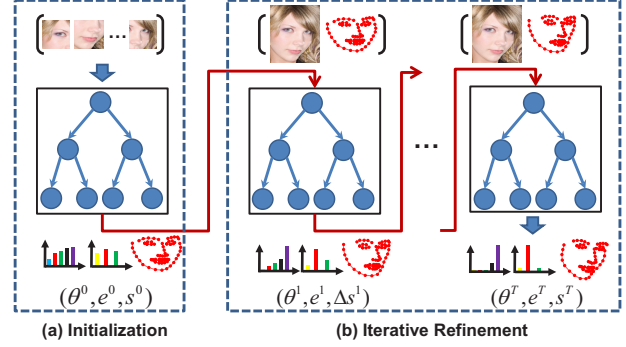 ...
...
(θ⁰, e⁰, s⁰)
(θ¹, e¹, Δs¹)
(θᵀ, eᵀ, sᵀ)
(a) Initialization
(b) Iterative Refinement